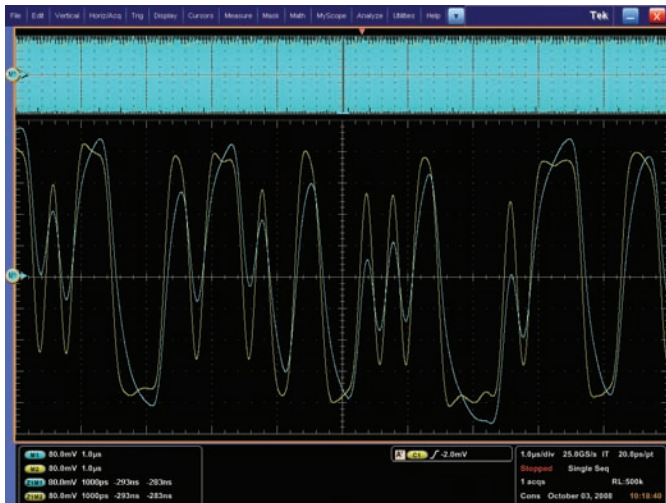 File Edit Vertical Horiz/Acq Trig Display Cursors Measure Mask Math MyScope Analyze Utilities Help Tek
M1
M1
M1 80.0mV 1.0µs
M2 80.0mV 1.0µs
Z1M1 80.0mV 1000ps -293ns -283ns
Z1M2 80.0mV 1000ps -293ns -283ns
A' C1 -2.0mV
1.0µs/div 25.0GS/s IT 20.0ps/pt
Stopped Single Seq
1 acqs RL:500k
Cons October 03, 2008 10:18:40